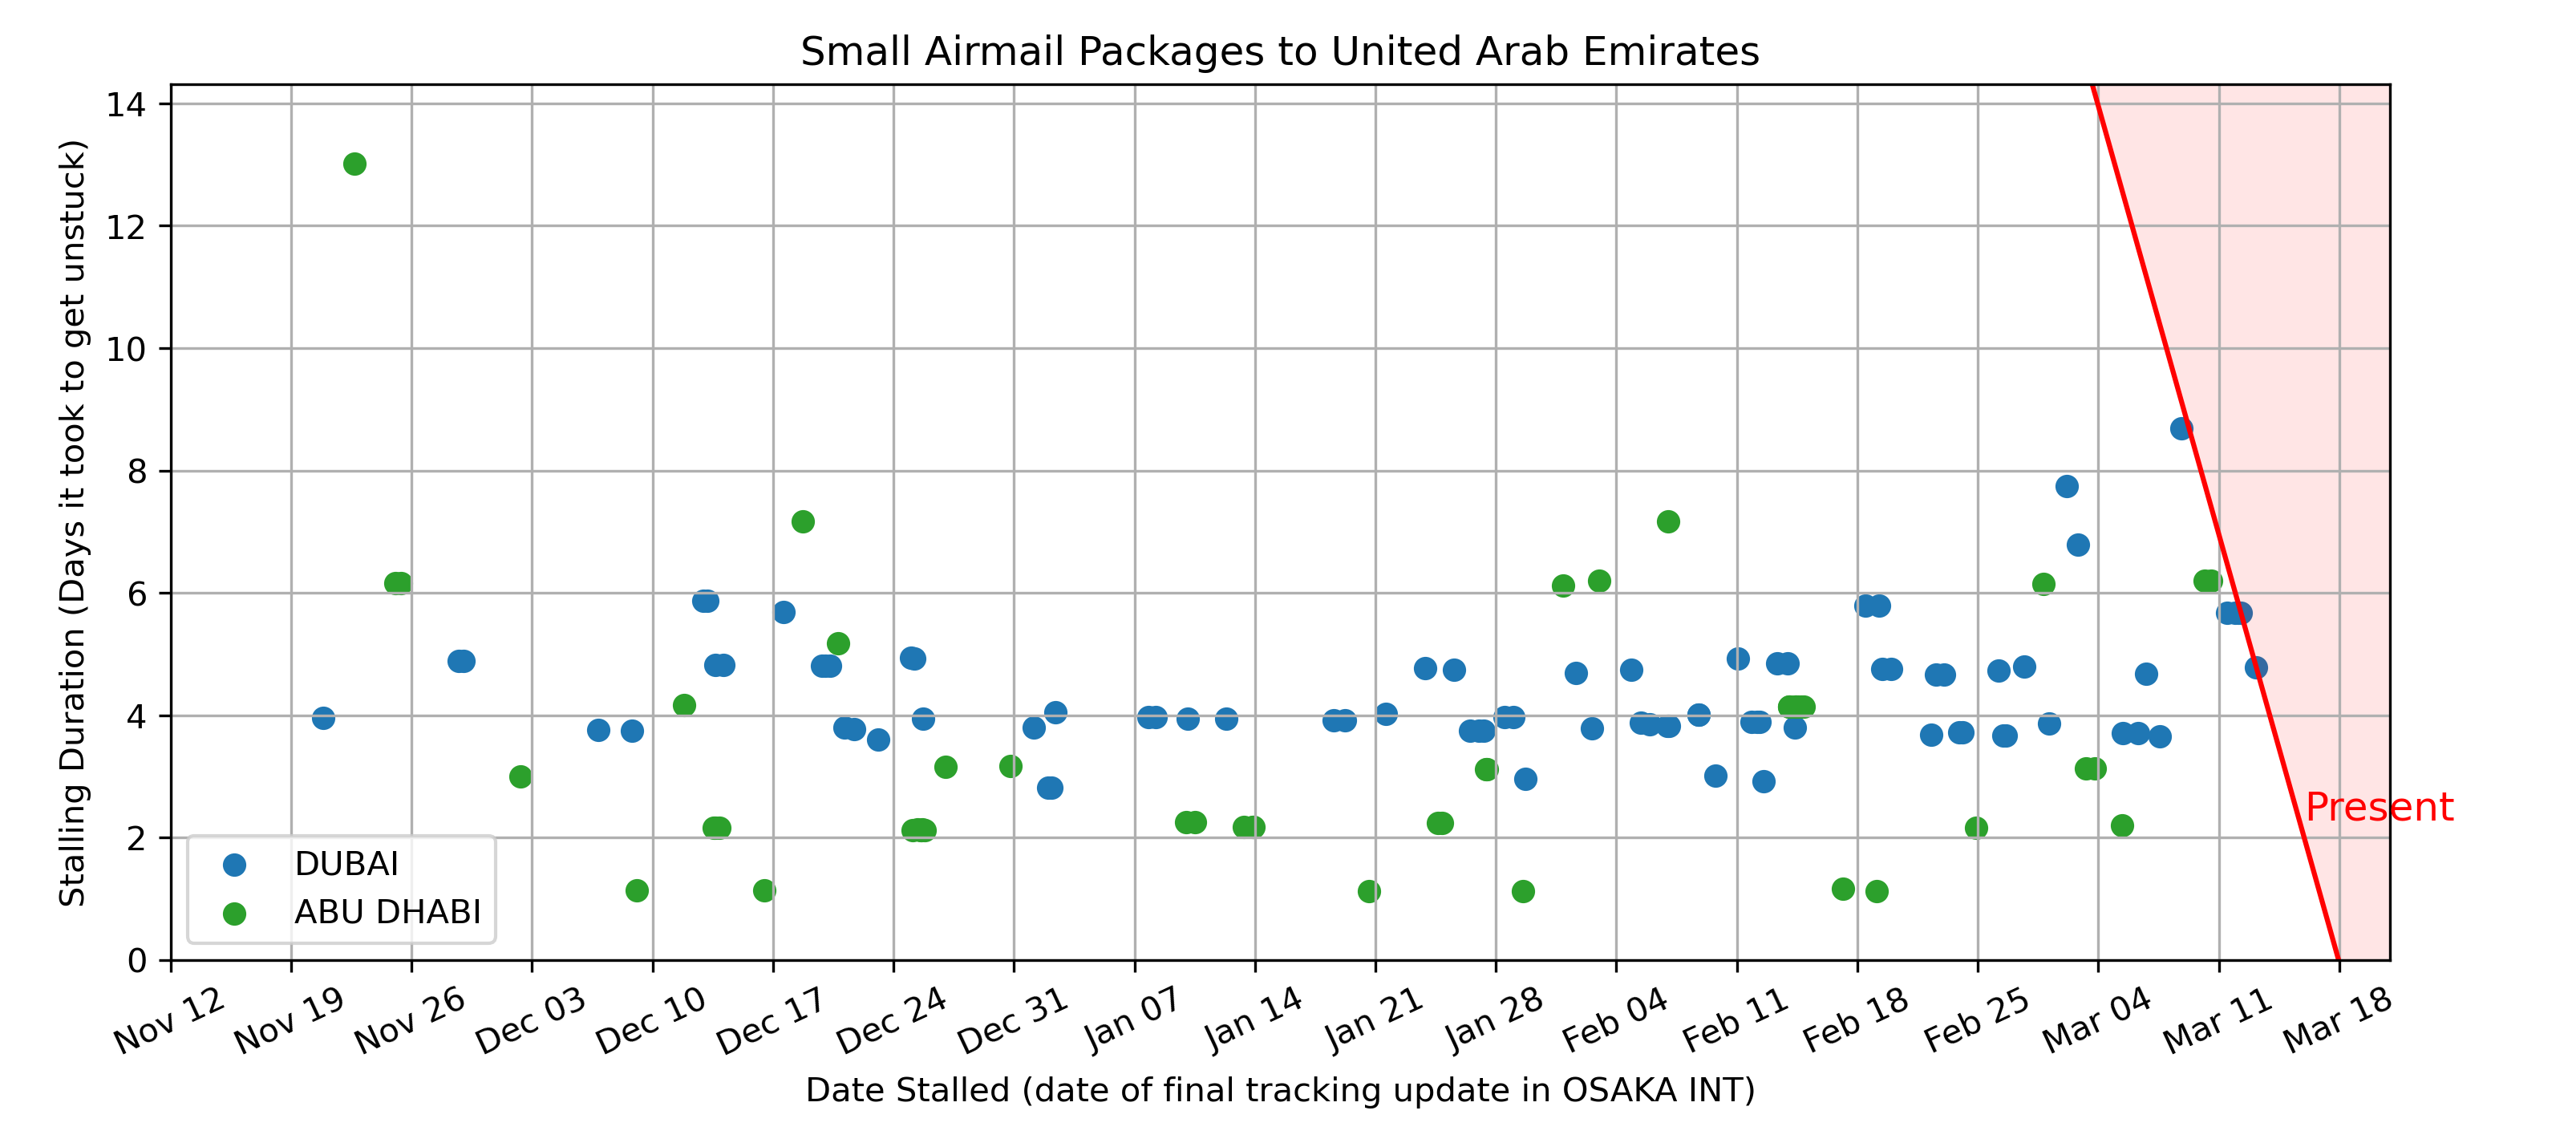 Small Airmail Packages to United Arab Emirates
Stalling Duration (Days it took to get unstuck)
14
12
10
8
6
4
2
0
Present
DUBAI
ABU DHABI
Nov 12
Nov 19
Nov 26
Dec 03
Dec 10
Dec 17
Dec 24
Dec 31
Jan 07
Jan 14
Jan 21
Jan 28
Feb 04
Feb 11
Feb 18
Feb 25
Mar 04
Mar 11
Mar 18
Date Stalled (date of final tracking update in OSAKA INT)